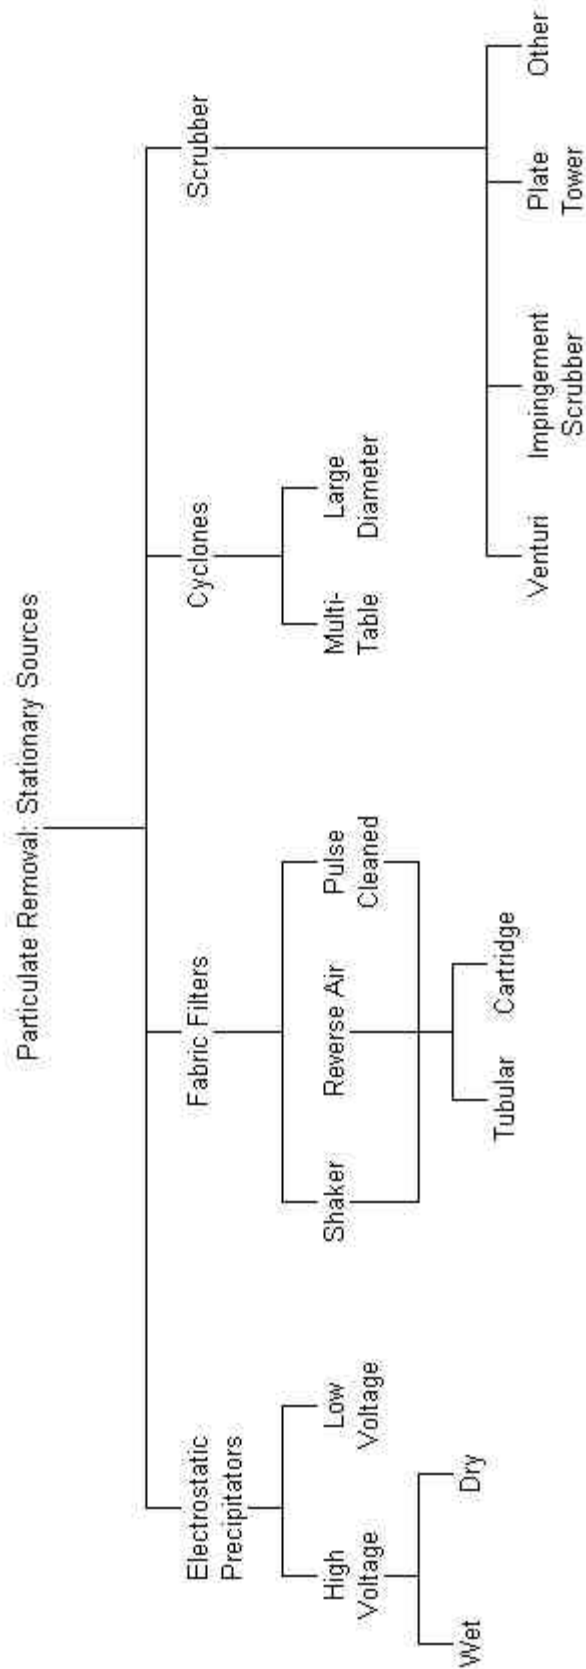 Particulate Removal: Stationary Sources
Electrostatic
Precipitators
Fabric Filters
Cyclones
Scrubber
High
Voltage
Low
Voltage
Shaker
Reverse Air
Pulse
Cleaned
Multi-
Table
Large
Diameter
Wet
Dry
Tubular
Cartridge
Venturi
Impingement
Scrubber
Plate
Tower
Other